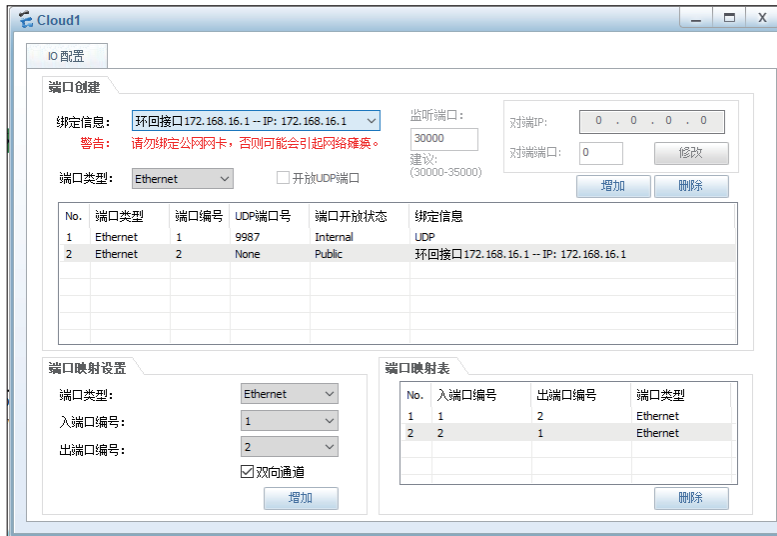 Cloud1
IO 配置
端口创建
绑定信息： 环回接口172.168.16.1 -- IP: 172.168.16.1
警告： 请勿绑定公网网卡，否则可能会引起网络瘫痪。
端口类型： Ethernet 开放UDP端口
监听端口：
30000
建议:
(30000-35000)
对端IP: 0 . 0 . 0 . 0
对端端口: 0 修改
增加 删除
No. 端口类型 端口编号 UDP端口号 端口开放状态 绑定信息
1 Ethernet 1 9987 Internal UDP
2 Ethernet 2 None Public 环回接口172.168.16.1 -- IP: 172.168.16.1
端口映射设置
端口类型： Ethernet
入端口编号： 1
出端口编号： 2
双向通道
增加
端口映射表
No. 入端口编号 出端口编号 端口类型
1 1 2 Ethernet
2 2 1 Ethernet
删除